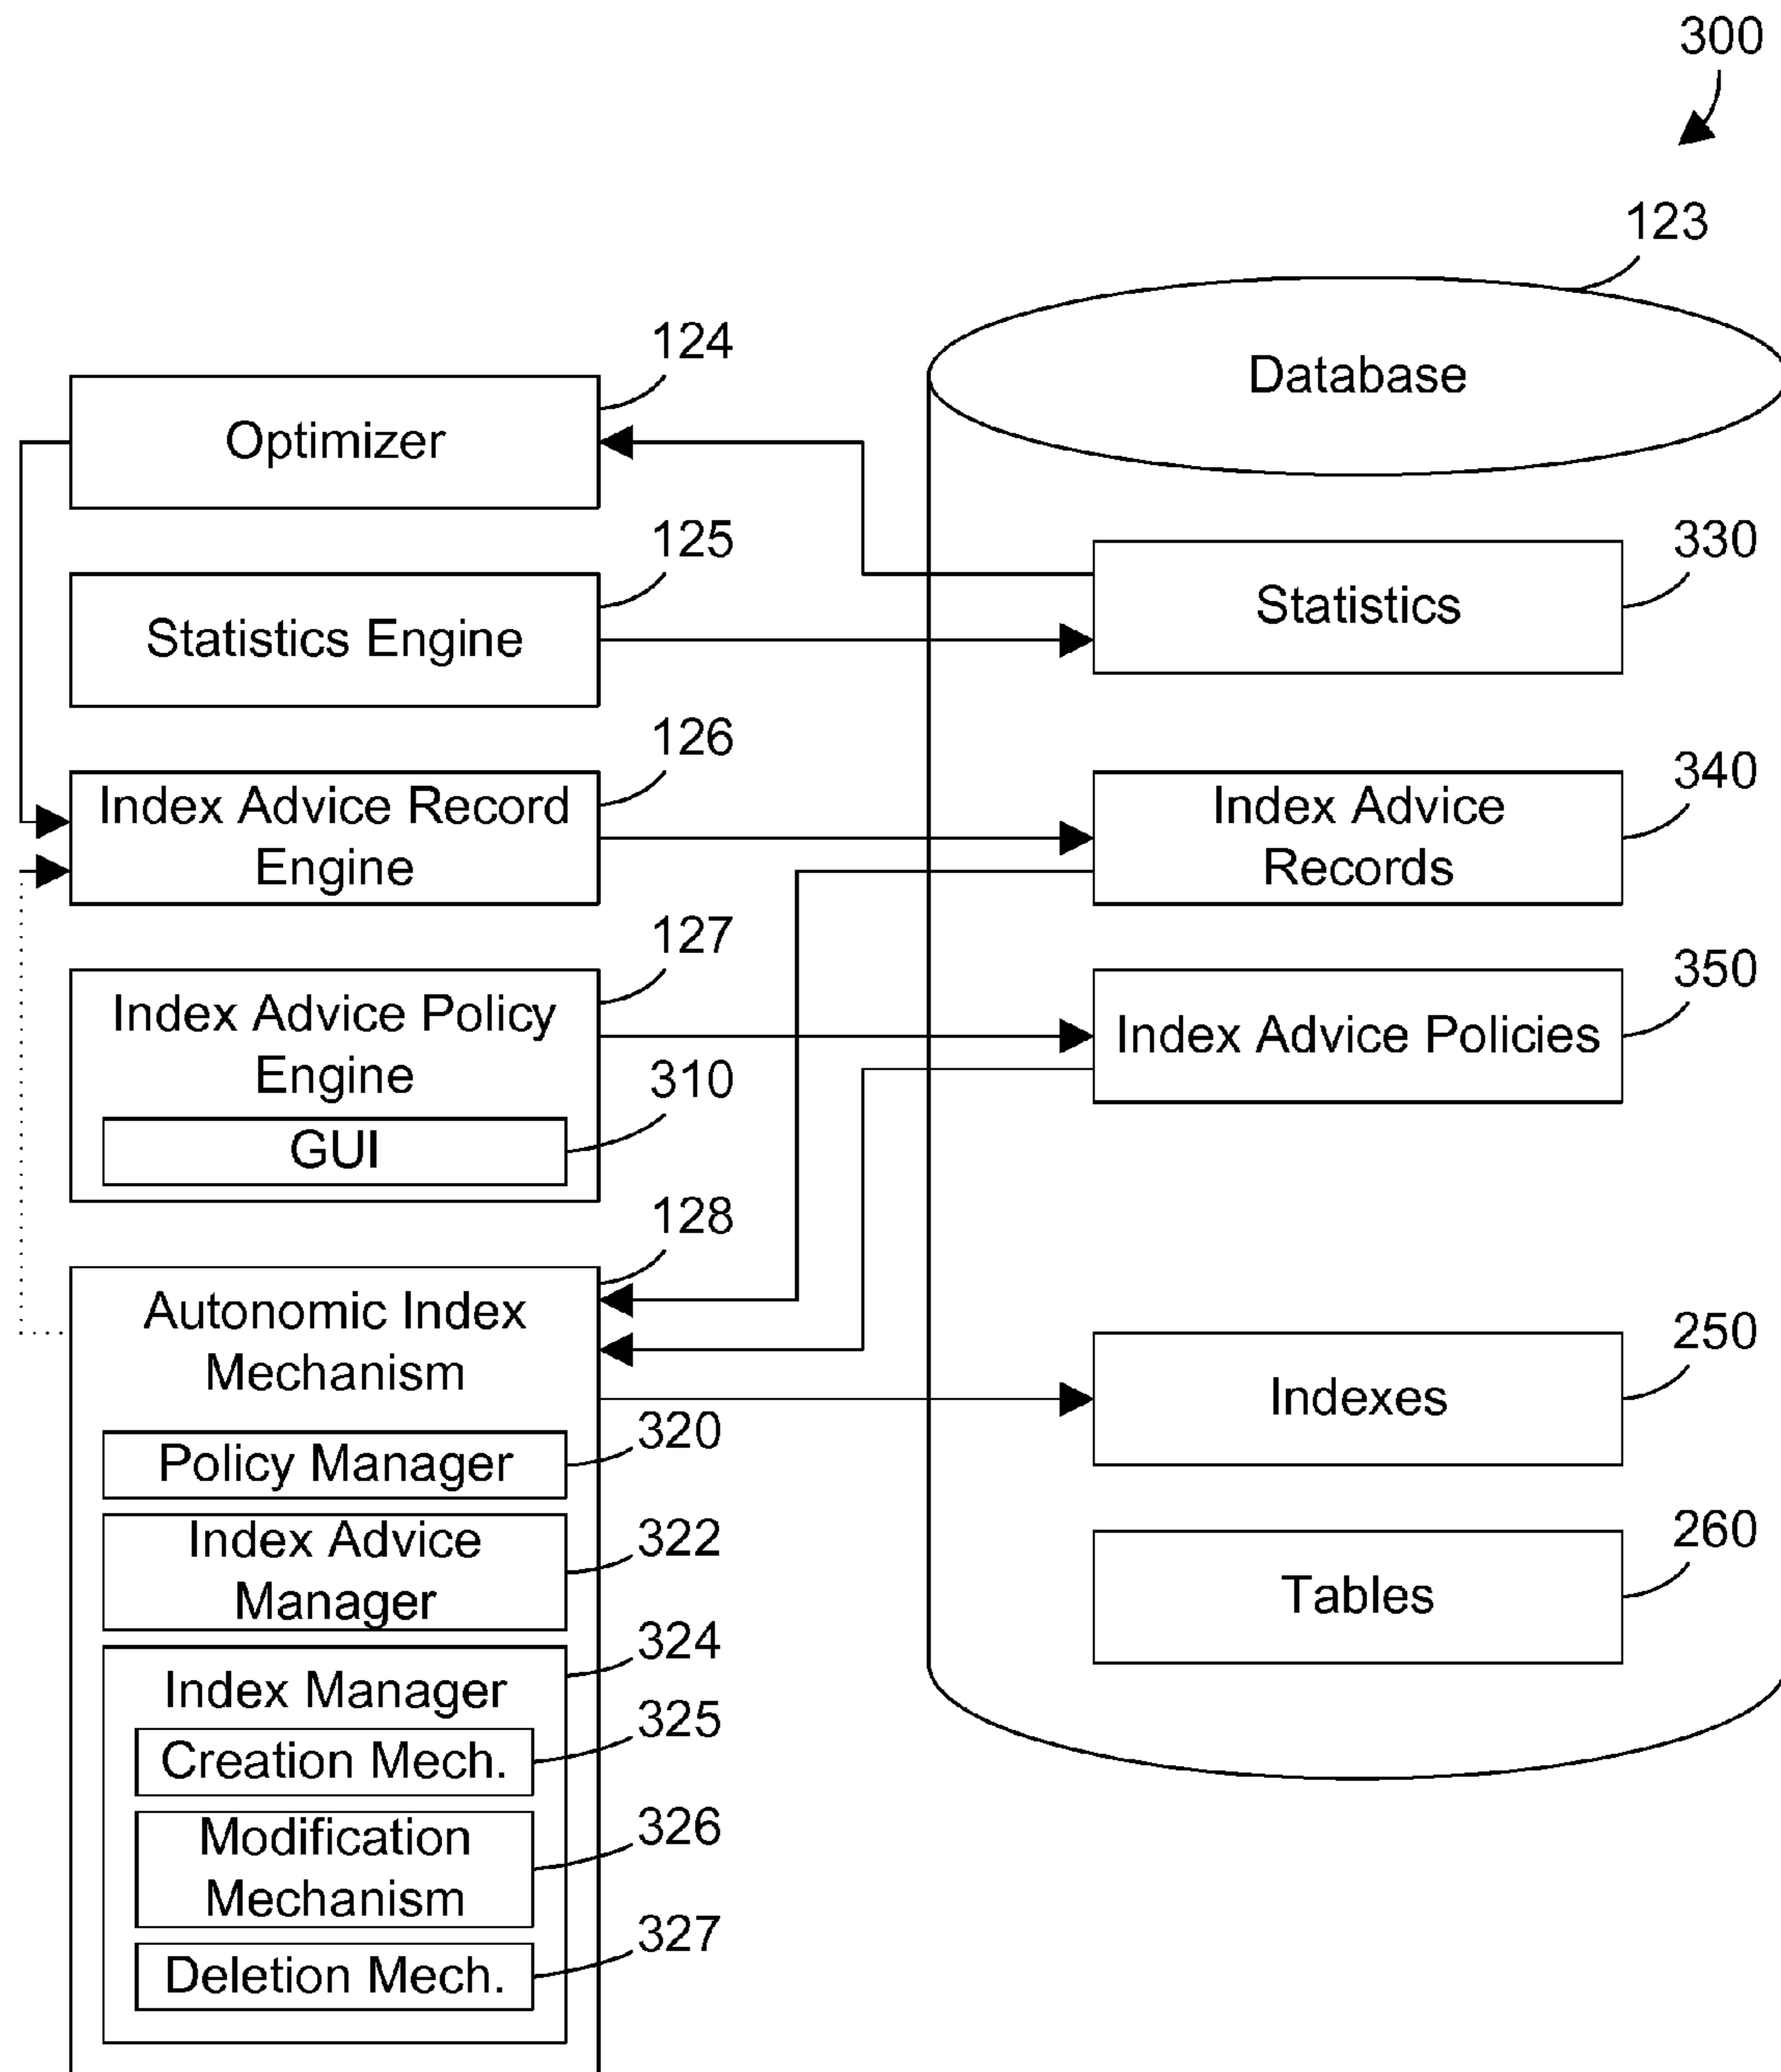 300
123
Database
124
Optimizer
125
Statistics Engine
330
Statistics
126
Index Advice Record
Engine
340
Index Advice
Records
127
Index Advice Policy
Engine
310
GUI
350
Index Advice Policies
128
Autonomic Index
Mechanism
250
Indexes
320
Policy Manager
322
Index Advice
Manager
260
Tables
324
Index Manager
325
Creation Mech.
326
Modification
Mechanism
327
Deletion Mech.